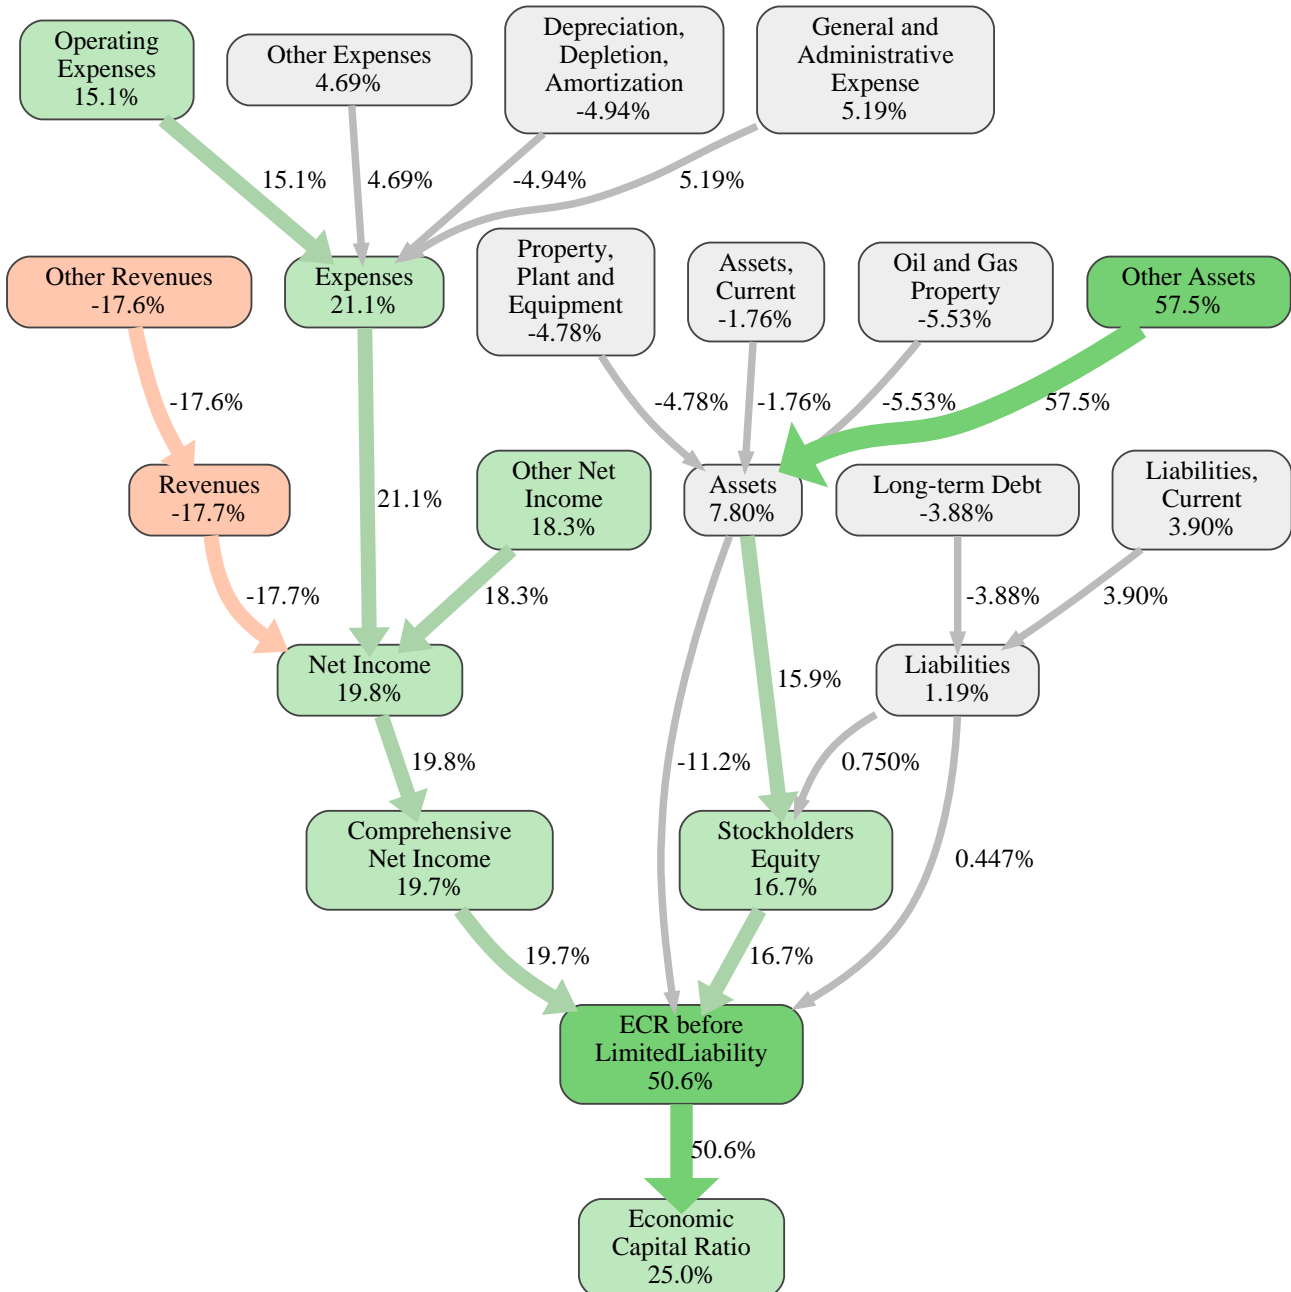 Operating
Expenses
15.1%
Other Expenses
4.69%
Depreciation,
Depletion,
Amortization
-4.94%
General and
Administrative
Expense
5.19%
15.1%
4.69%
-4.94%
5.19%
Other Revenues
-17.6%
Expenses
21.1%
Property,
Plant and
Equipment
-4.78%
Assets,
Current
-1.76%
Oil and Gas
Property
-5.53%
Other Assets
57.5%
-17.6%
-4.78%
-1.76%
-5.53%
57.5%
Revenues
-17.7%
21.1%
Other Net
Income
18.3%
Assets
7.80%
Long-term Debt
-3.88%
Liabilities,
Current
3.90%
-17.7%
18.3%
-3.88%
3.90%
Net Income
19.8%
15.9%
Liabilities
1.19%
19.8%
-11.2%
0.750%
Comprehensive
Net Income
19.7%
Stockholders
Equity
16.7%
0.447%
19.7%
16.7%
ECR before
LimitedLiability
50.6%
50.6%
Economic
Capital Ratio
25.0%